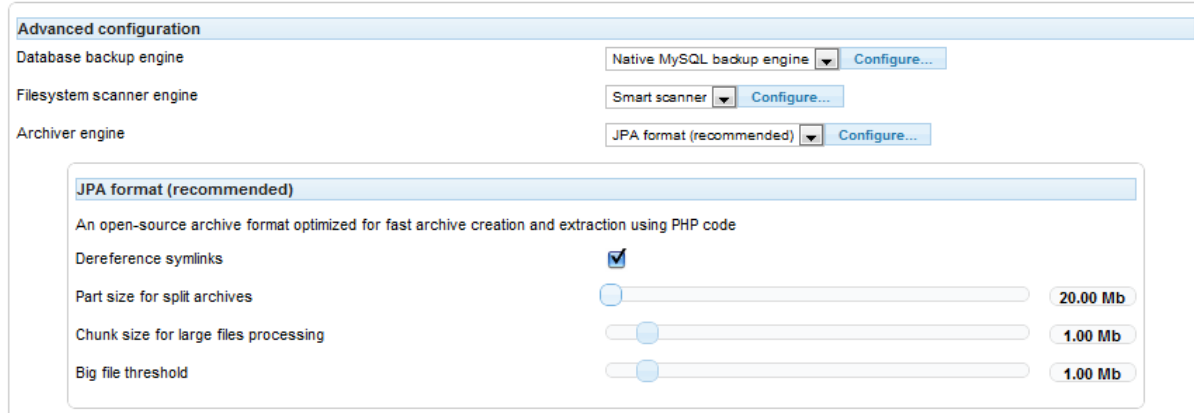 Advanced configuration
Database backup engine Native MySQL backup engine Configure...
Filesystem scanner engine Smart scanner Configure...
Archiver engine JPA format (recommended) Configure...
JPA format (recommended)
An open-source archive format optimized for fast archive creation and extraction using PHP code
Dereference symlinks
Part size for split archives 20.00 Mb
Chunk size for large files processing 1.00 Mb
Big file threshold 1.00 Mb